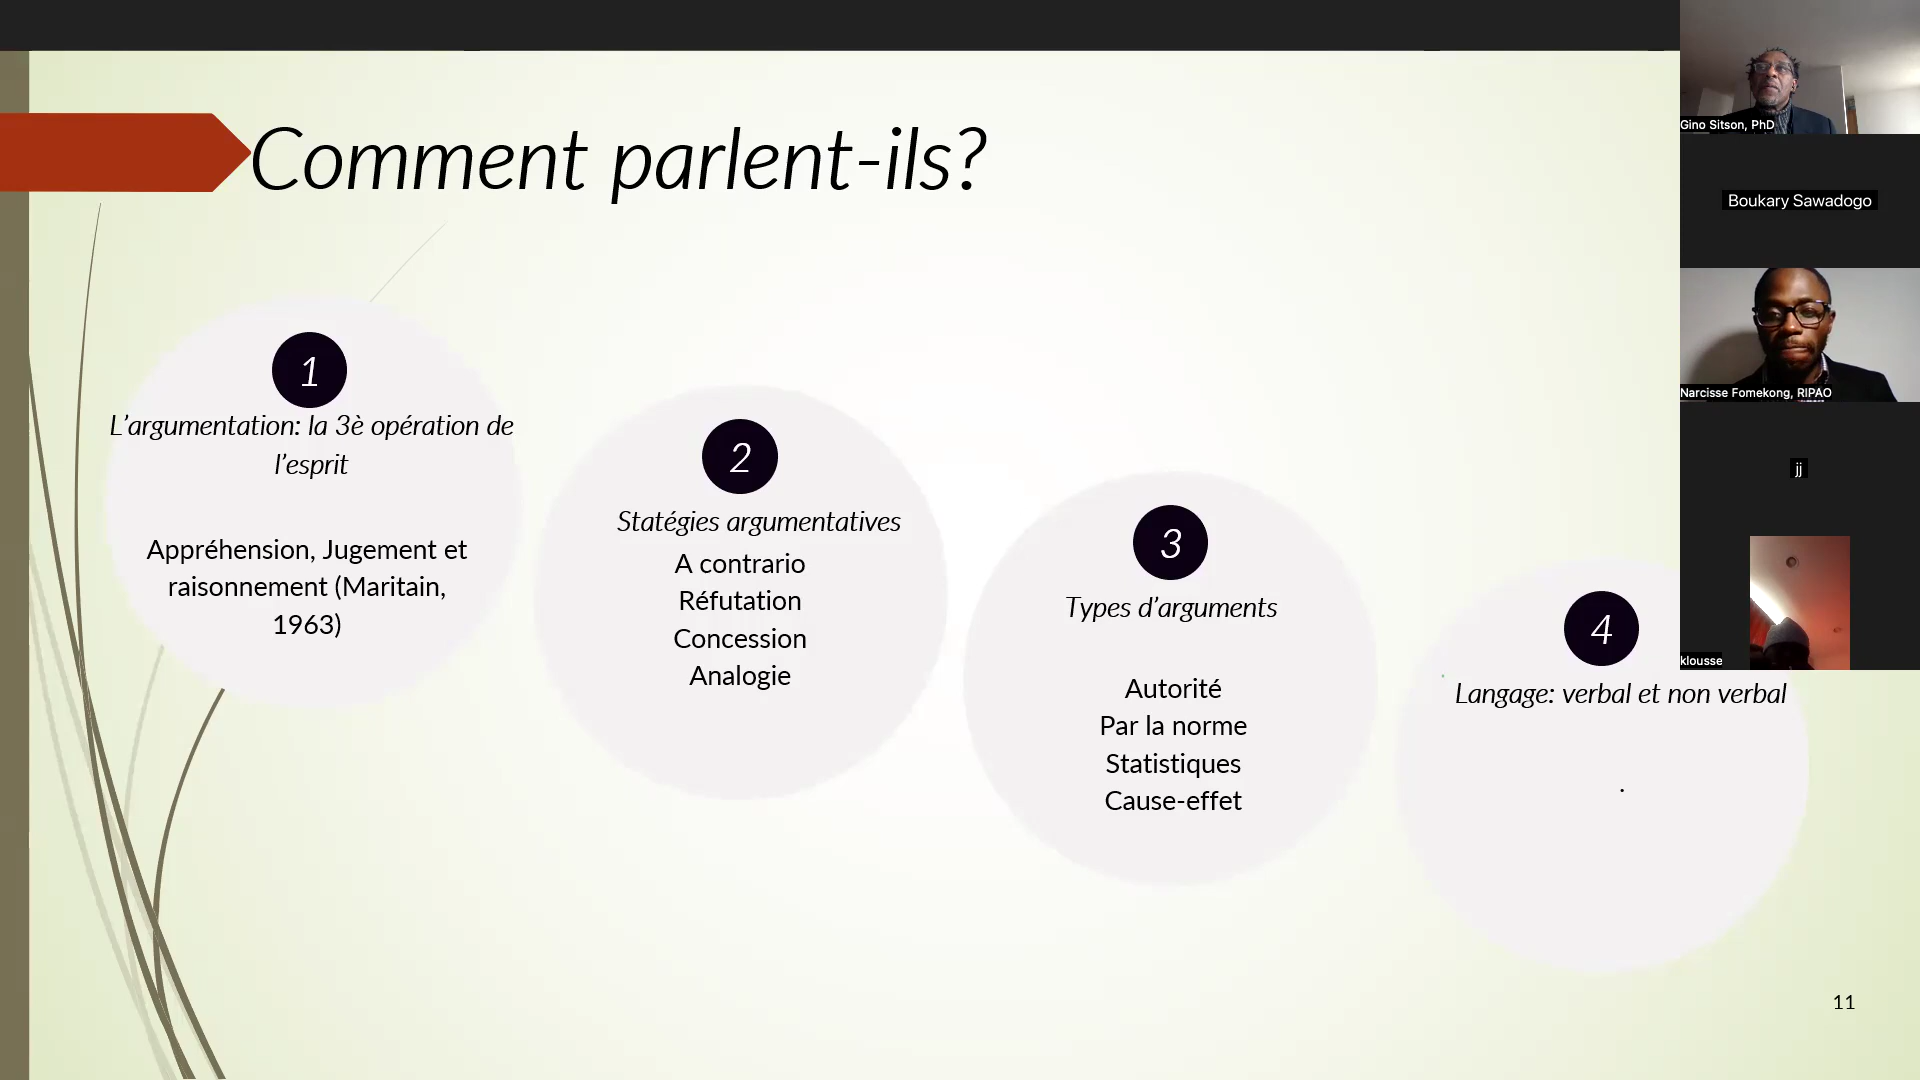 Comment parlent-ils?
1
L’argumentation: la 3è opération de
l’esprit
Appréhension, Jugement et
raisonnement (Maritain,
1963)
2
Statégies argumentatives
A contrario
Réfutation
Concession
Analogie
3
Types d’arguments
Autorité
Par la norme
Statistiques
Cause-effet
4
Langage: verbal et non verbal
.
11
Gino Sitson, PhD
Boukary Sawadogo
Narcisse Fomekong, RIPAO
jj
klousse